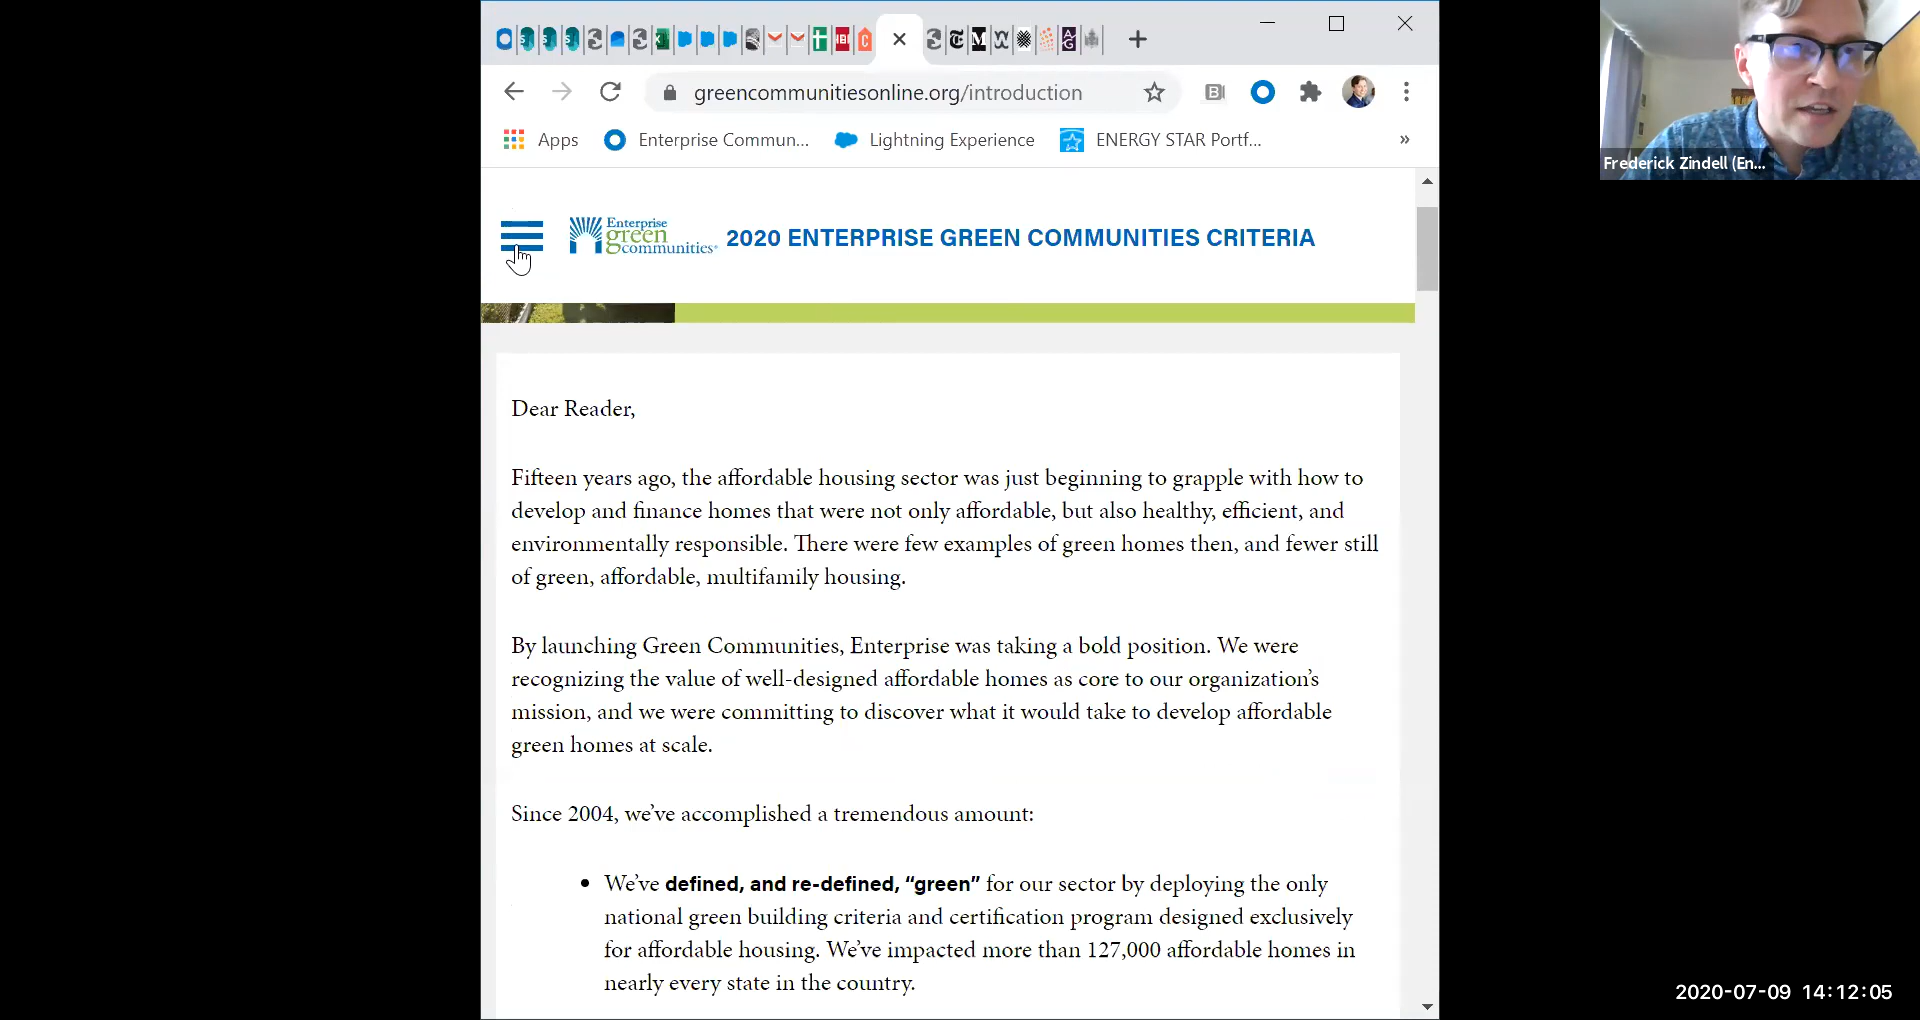 greencommunitiesonline.org/introduction
Apps Enterprise Commun... Lightning Experience ENERGY STAR Portf... »
Frederick Zindell (En...
Enterprise green communities® 2020 ENTERPRISE GREEN COMMUNITIES CRITERIA
Dear Reader,
Fifteen years ago, the affordable housing sector was just beginning to grapple with how to
develop and finance homes that were not only affordable, but also healthy, efficient, and
environmentally responsible. There were few examples of green homes then, and fewer still
of green, affordable, multifamily housing.
By launching Green Communities, Enterprise was taking a bold position. We were
recognizing the value of well-designed affordable homes as core to our organization’s
mission, and we were committing to discover what it would take to develop affordable
green homes at scale.
Since 2004, we’ve accomplished a tremendous amount:
• We’ve defined, and re-defined, “green” for our sector by deploying the only
national green building criteria and certification program designed exclusively
for affordable housing. We’ve impacted more than 127,000 affordable homes in
nearly every state in the country.
2020-07-09 14:12:05